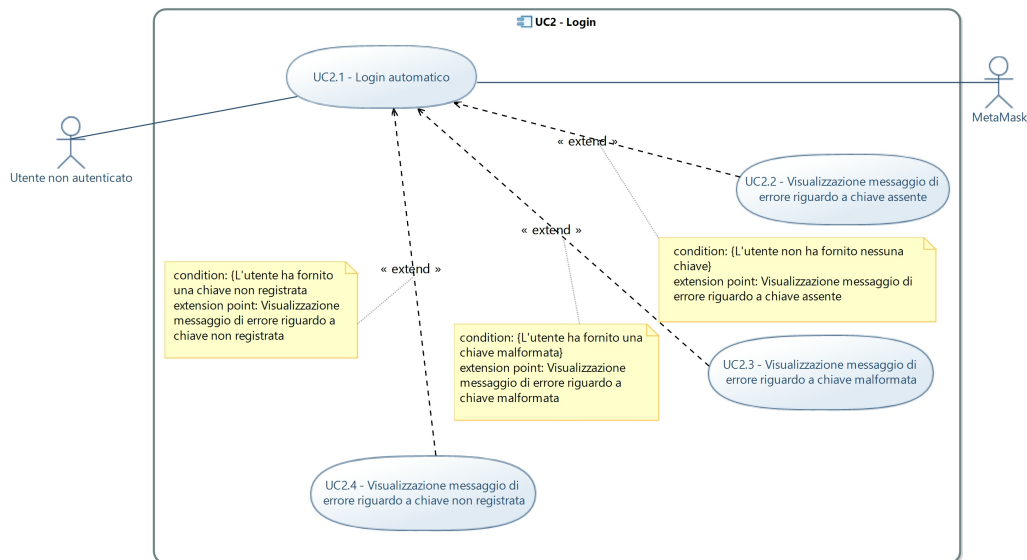 UC2 - Login
UC2.1 - Login automatico
MetaMask
Utente non autenticato
« extend »
UC2.2 - Visualizzazione messaggio di
errore riguardo a chiave assente
« extend »
condition: {L'utente non ha fornito nessuna
chiave}
extension point: Visualizzazione messaggio di
errore riguardo a chiave assente
« extend »
condition: {L'utente ha fornito
una chiave non registrata
extension point: Visualizzazione
messaggio di errore riguardo a
chiave non registrata
condition: {L'utente ha fornito una
chiave malformata}
extension point: Visualizzazione
messaggio di errore riguardo a
chiave malformata
UC2.3 - Visualizzazione messaggio di
errore riguardo a chiave malformata
UC2.4 - Visualizzazione messaggio di
errore riguardo a chiave non registrata